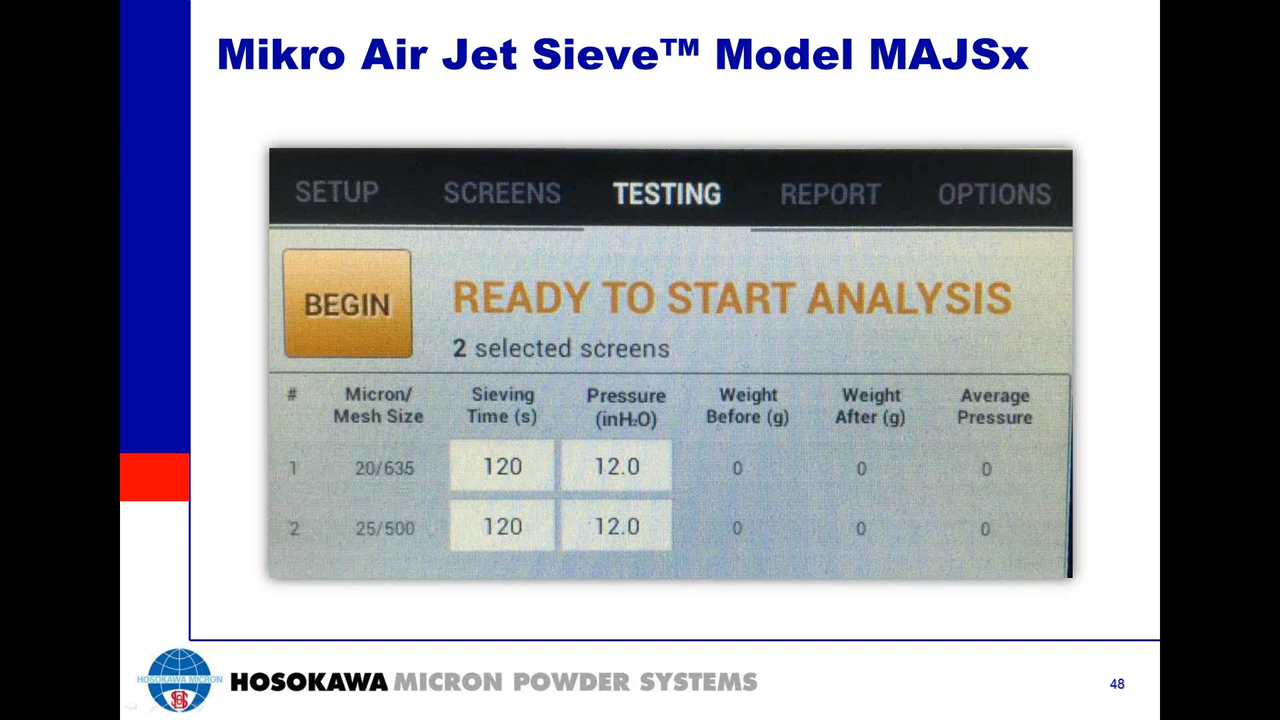 Mikro Air Jet Sieve™ Model MAJSx
SETUP SCREENS TESTING REPORT OPTIONS
BEGIN
READY TO START ANALYSIS
2 selected screens
# Micron/ Mesh Size Sieving Time (s) Pressure (inH₂O) Weight Before (g) Weight After (g) Average Pressure
1 20/635 120 12.0 0 0 0
2 25/500 120 12.0 0 0 0
HOSOKAWA MICRON
HOSOKAWA MICRON POWDER SYSTEMS
48